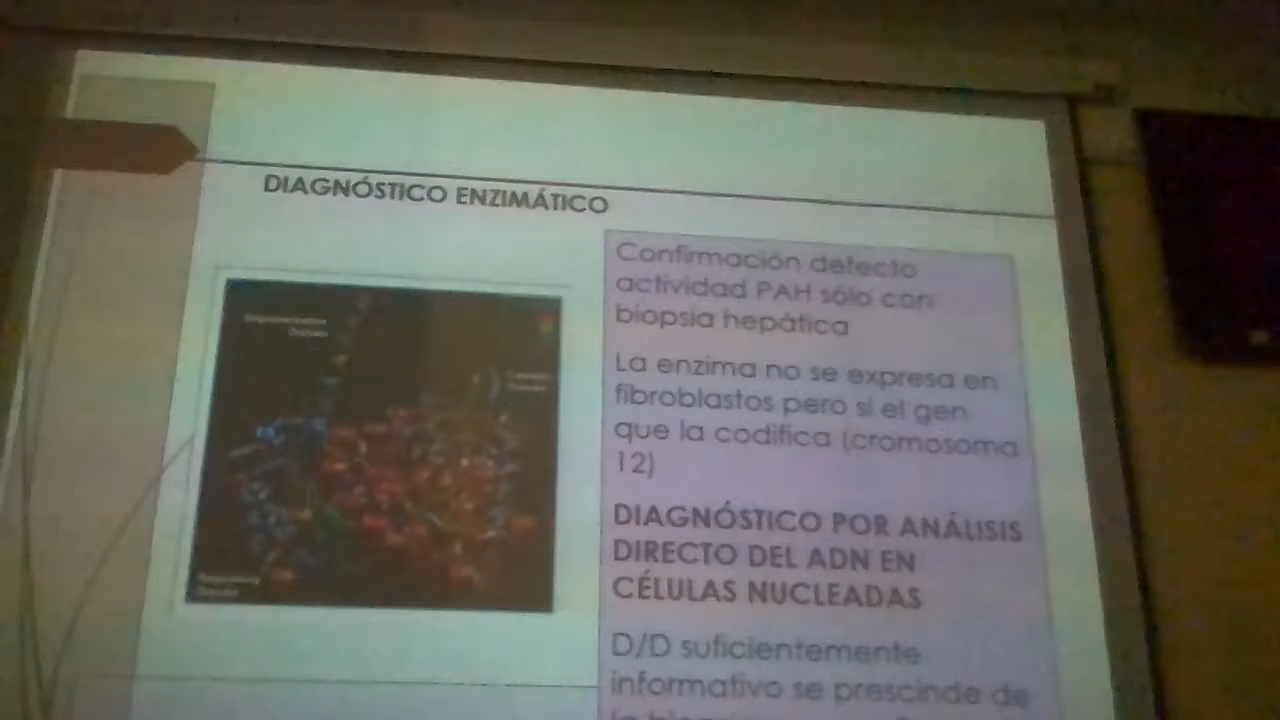 DIAGNÓSTICO ENZIMÁTICO
Confirmación defecto
actividad PAH sólo con
biopsia hepática
La enzima no se expresa en
fibroblastos pero si el gen
que la codifica (cromosoma
12)
DIAGNÓSTICO POR ANÁLISIS
DIRECTO DEL ADN EN
CÉLULAS NUCLEADAS
D/D suficientemente
informativo se prescinde de